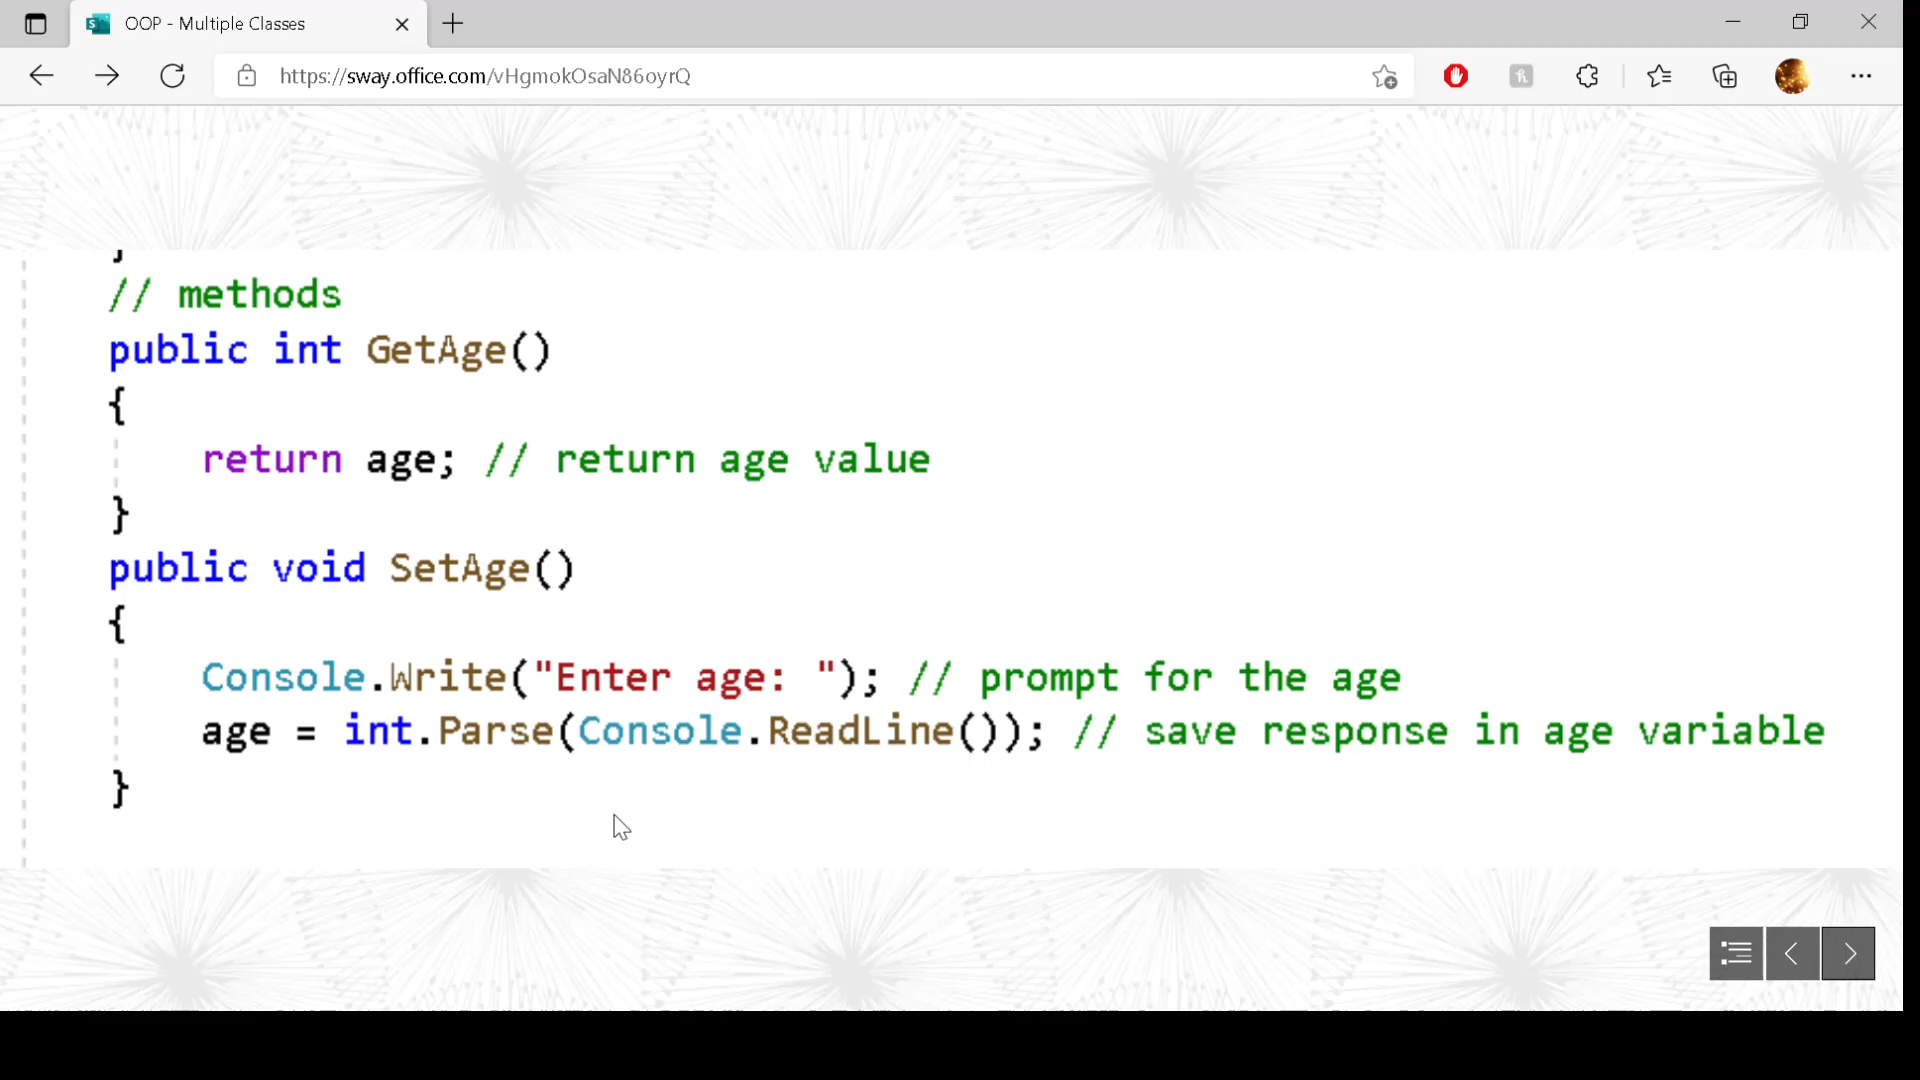 OOP - Multiple Classes
https://sway.office.com/vHgmokOsaN86oyrQ
}
// methods
public int GetAge()
{
return age; // return age value
}
public void SetAge()
{
Console.Write("Enter age: "); // prompt for the age
age = int.Parse(Console.ReadLine()); // save response in age variable
}